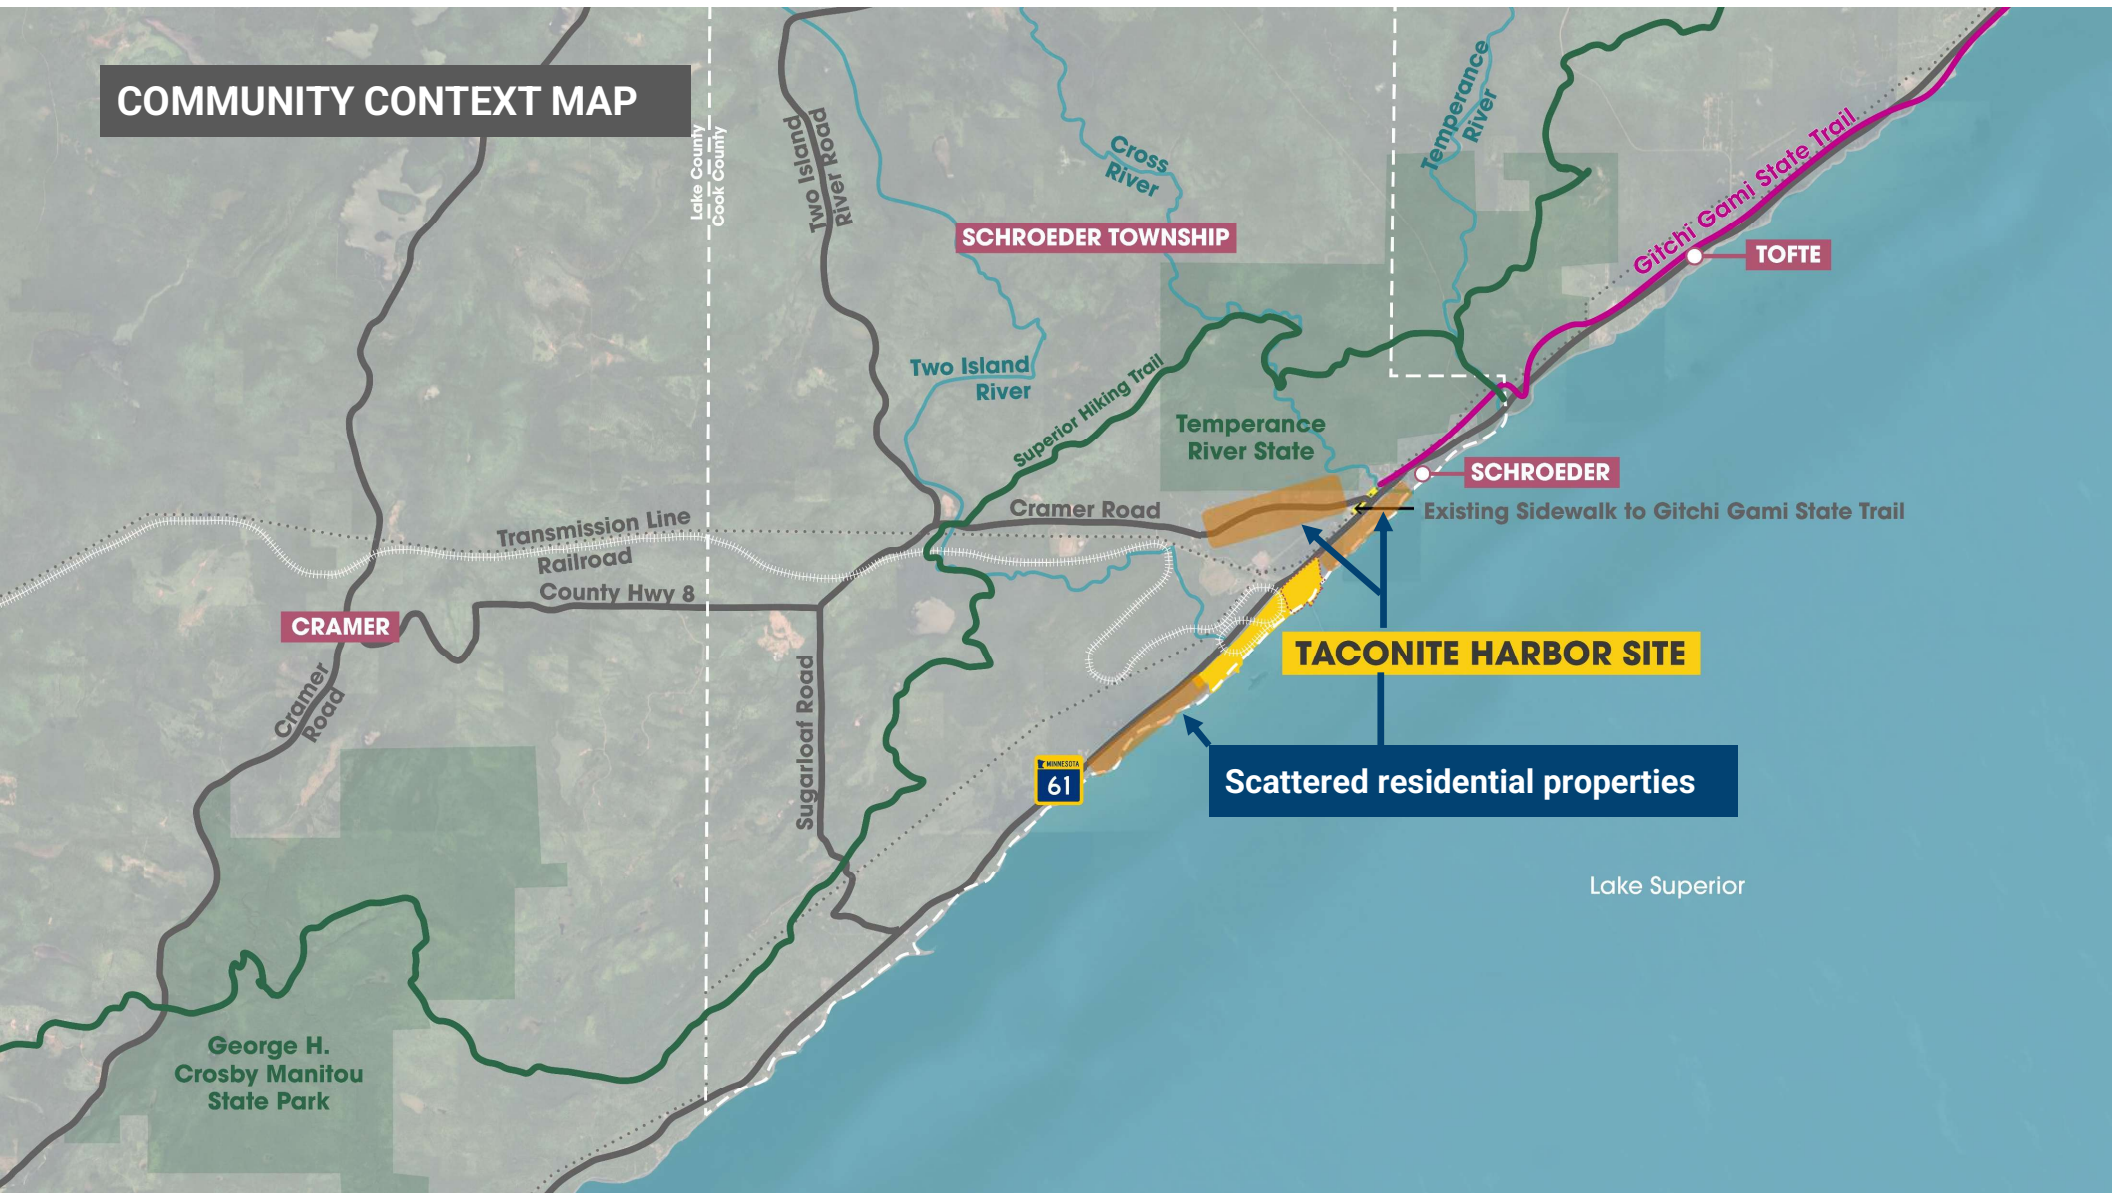 COMMUNITY CONTEXT MAP
Lake County
Cook County
Two Island
River Road
Cross
River
Temperance
River
Gitchi Gami State Trail
SCHROEDER TOWNSHIP
TOFTE
Two Island
River
Superior Hiking Trail
Temperance
River State
SCHROEDER
Cramer Road
Existing Sidewalk to Gitchi Gami State Trail
Transmission Line
Railroad
County Hwy 8
CRAMER
Cramer
Road
Sugarloaf Road
TACONITE HARBOR SITE
MINNESOTA
61
Scattered residential properties
Lake Superior
George H.
Crosby Manitou
State Park